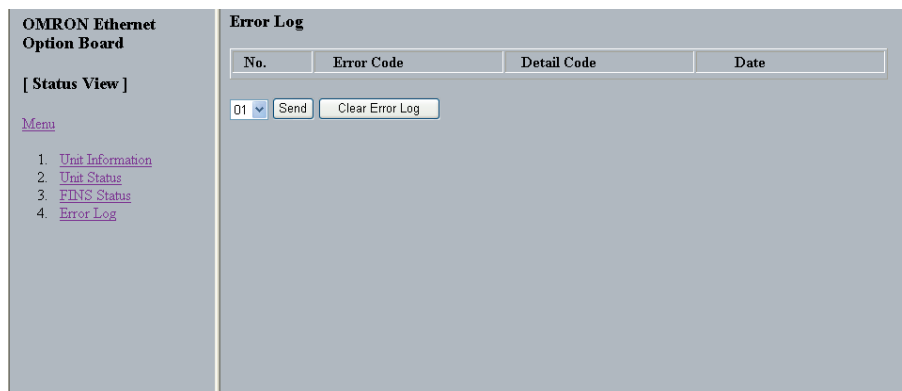 OMRON Ethernet
Option Board
[ Status View ]
Menu
1. Unit Information
2. Unit Status
3. FINS Status
4. Error Log
Error Log
No. Error Code Detail Code Date
01 Send Clear Error Log